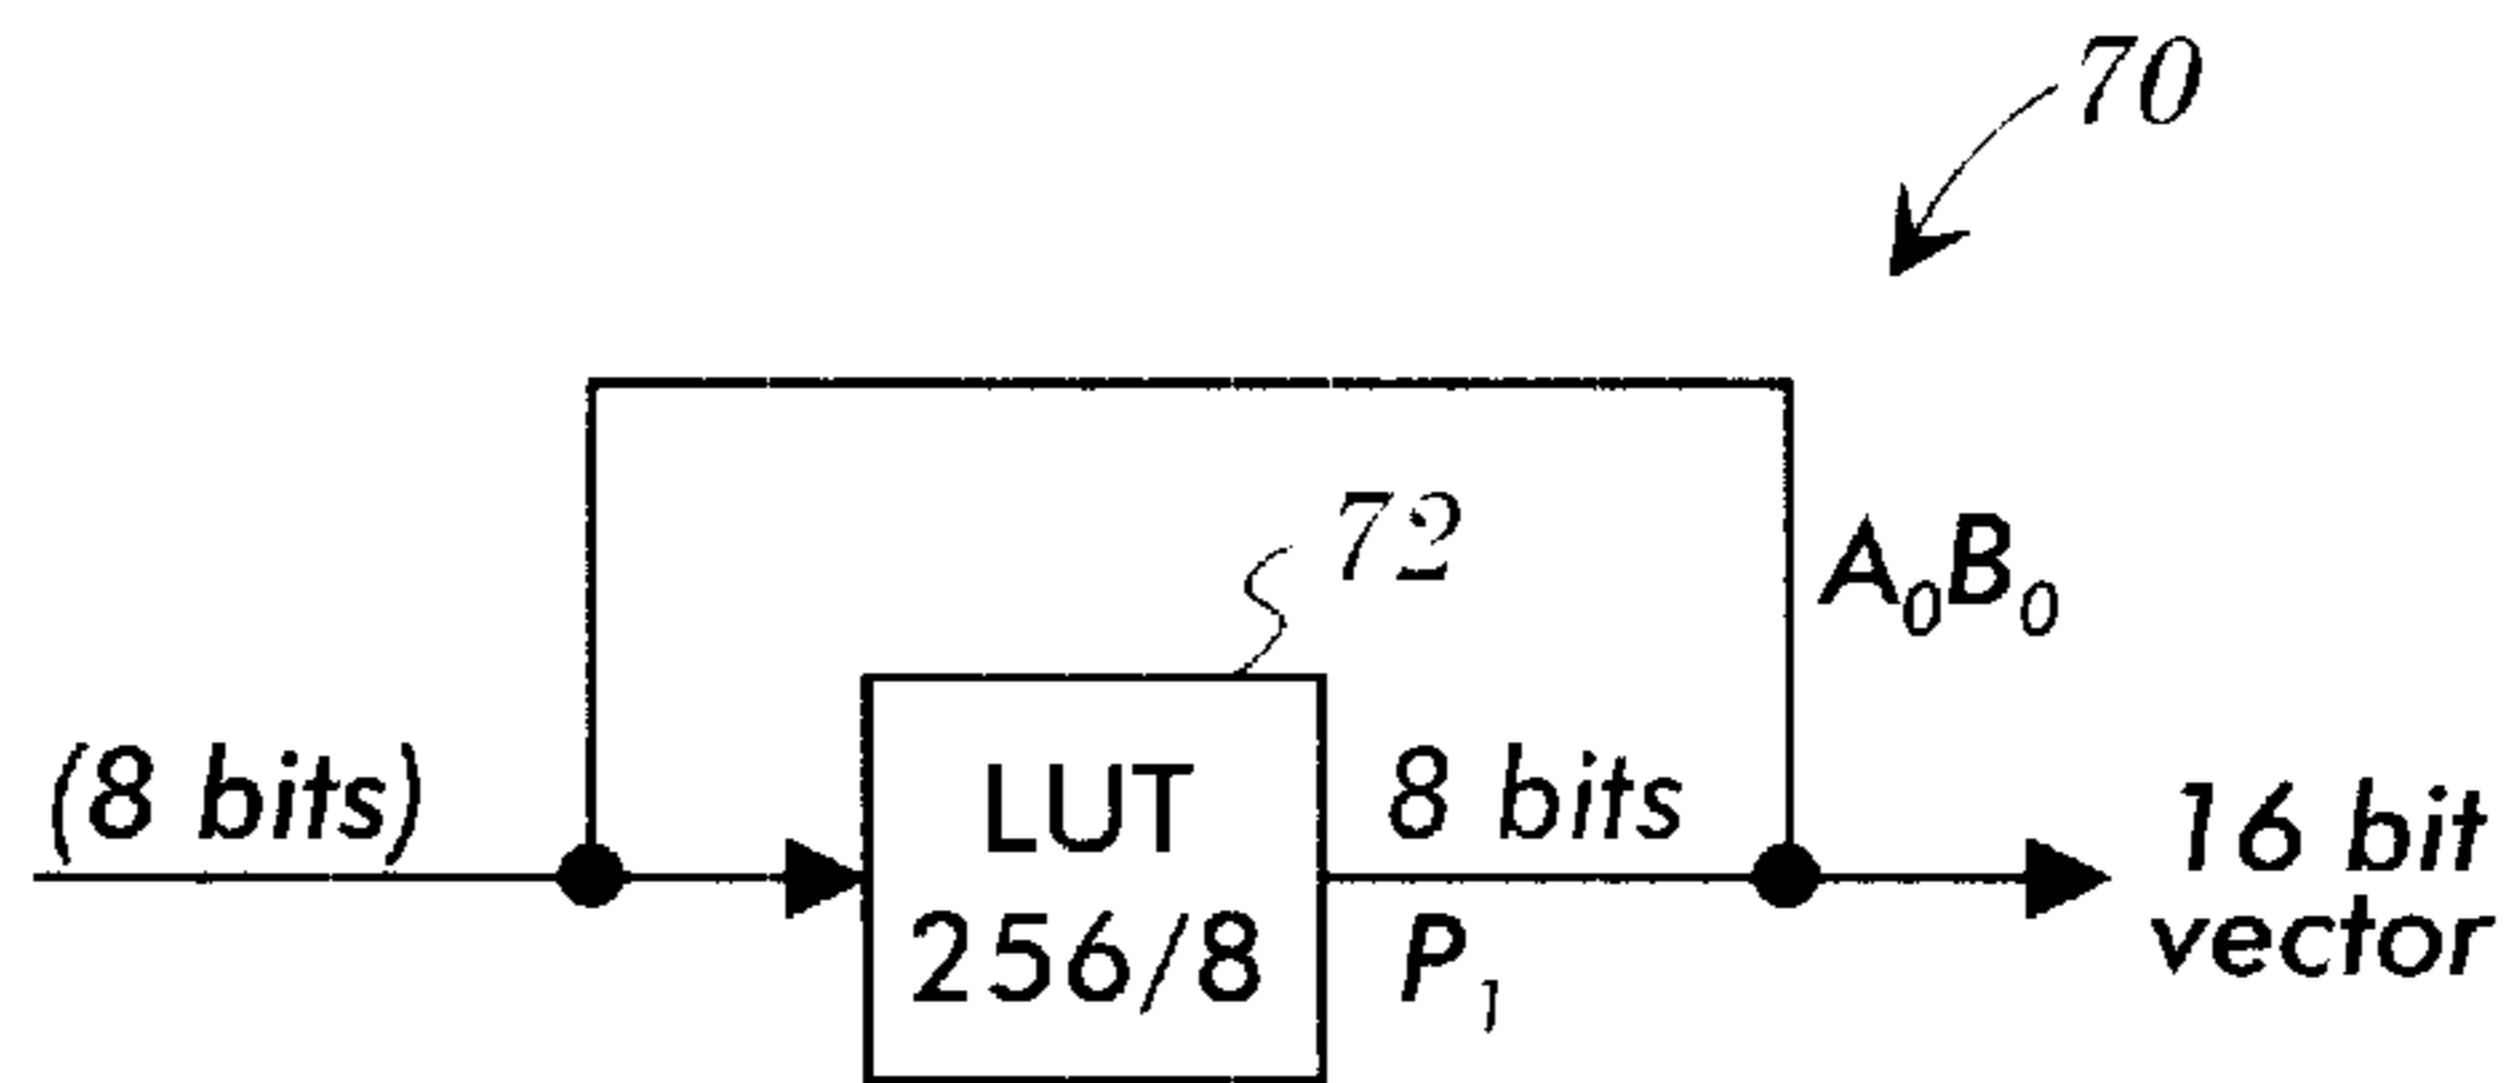 70
72
A₀B₀
(8 bits)
LUT
256/8
8 bits
P₁
16 bit
vector